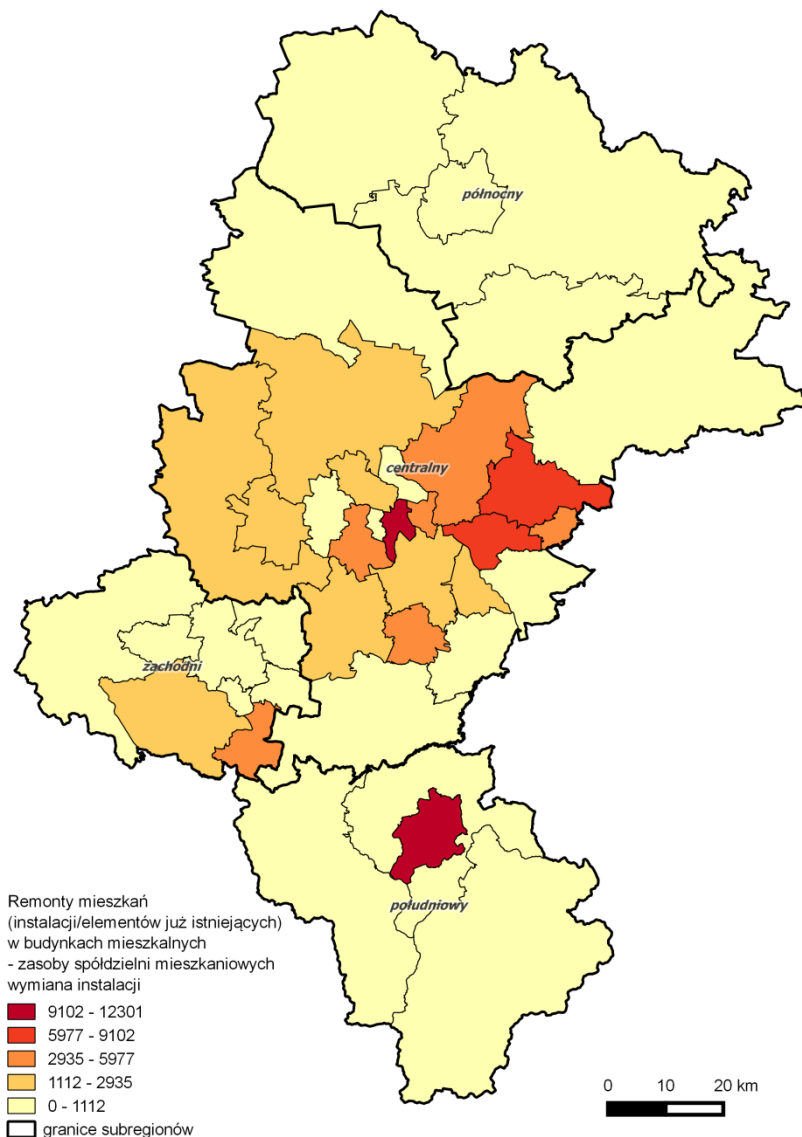 północny
centralny
zachodni
południowy
Remonty mieszkań
(instalacji/elementów już istniejących)
w budynkach mieszkalnych
- zasoby spółdzielni mieszkaniowych
wymiana instalacji
9102 - 12301
5977 - 9102
2935 - 5977
1112 - 2935
0 - 1112
granice subregionów
0 10 20 km